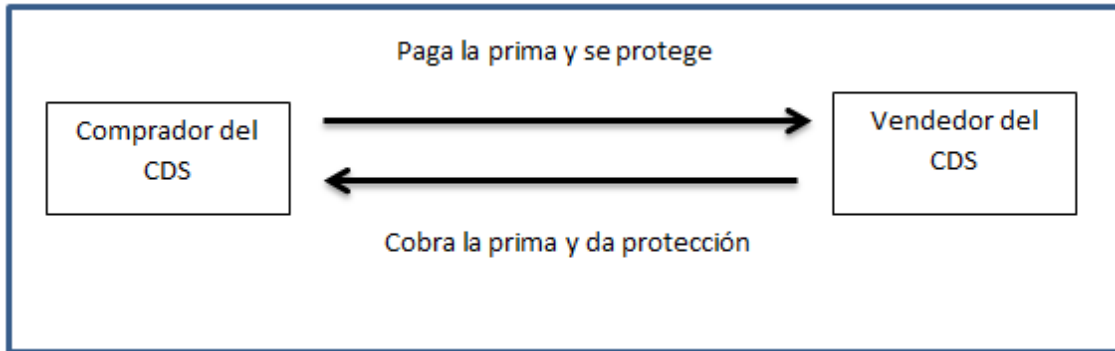 Paga la prima y se protege
Comprador del
CDS
Vendedor del
CDS
Cobra la prima y da protección